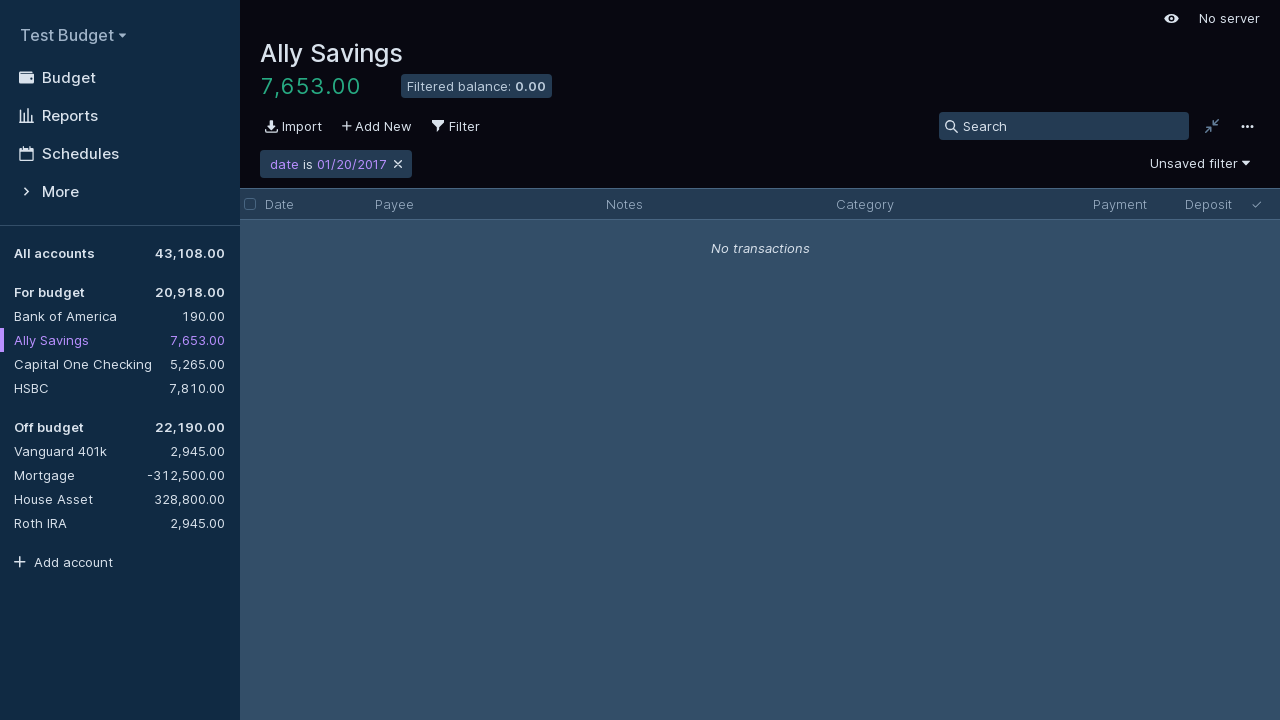 Test Budget
Budget
Reports
Schedules
More
All accounts 43,108.00
For budget 20,918.00
Bank of America 190.00
Ally Savings 7,653.00
Capital One Checking 5,265.00
HSBC 7,810.00
Off budget 22,190.00
Vanguard 401k 2,945.00
Mortgage -312,500.00
House Asset 328,800.00
Roth IRA 2,945.00
Add account
No server
Ally Savings
7,653.00 Filtered balance: 0.00
Import Add New Filter Search
date is 01/20/2017 Unsaved filter
Date Payee Notes Category Payment Deposit
No transactions